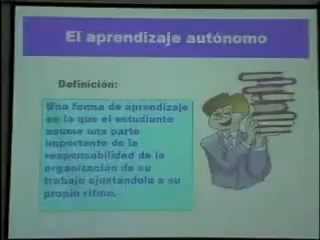 El aprendizaje autónomo
Definición:
Una forma de aprendizaje
en la que el estudiante
asume una parte
importante de la
responsabilidad de la
organización de su
trabajo ajustandolo a su
propio ritmo.